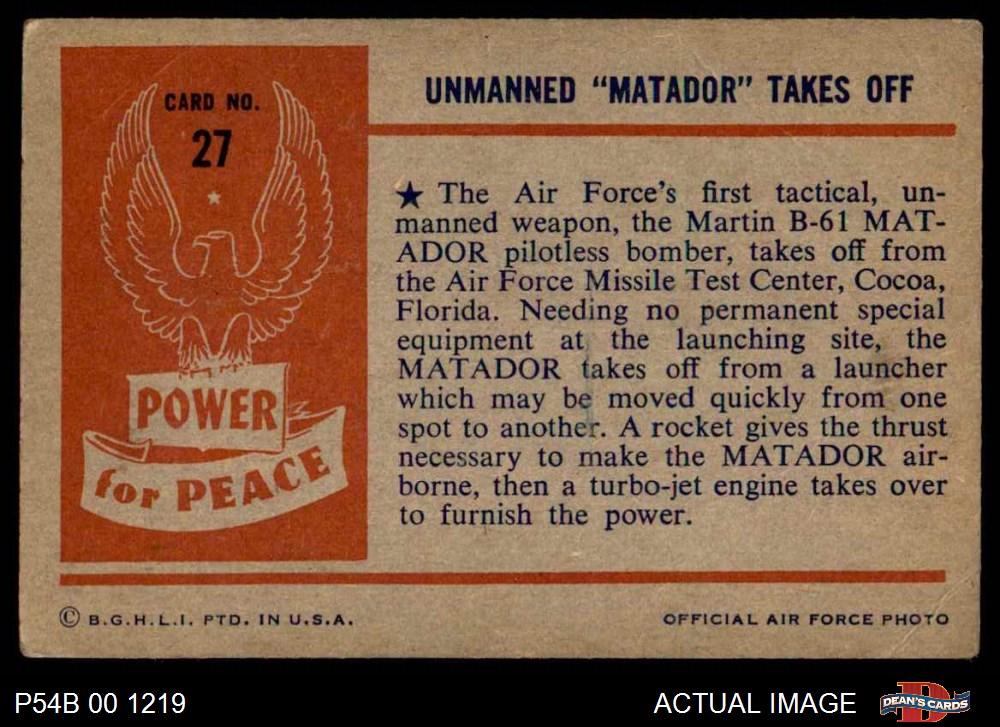 CARD NO.
27
POWER
for PEACE
UNMANNED “MATADOR” TAKES OFF
★ The Air Force’s first tactical, un-
manned weapon, the Martin B-61 MAT-
ADOR pilotless bomber, takes off from
the Air Force Missile Test Center, Cocoa,
Florida. Needing no permanent special
equipment at the launching site, the
MATADOR takes off from a launcher
which may be moved quickly from one
spot to another. A rocket gives the thrust
necessary to make the MATADOR air-
borne, then a turbo-jet engine takes over
to furnish the power.
© B.G.H.L.I. PTD. IN U.S.A.
OFFICIAL AIR FORCE PHOTO
P54B 00 1219
ACTUAL IMAGE
D
DEAN'S CARDS